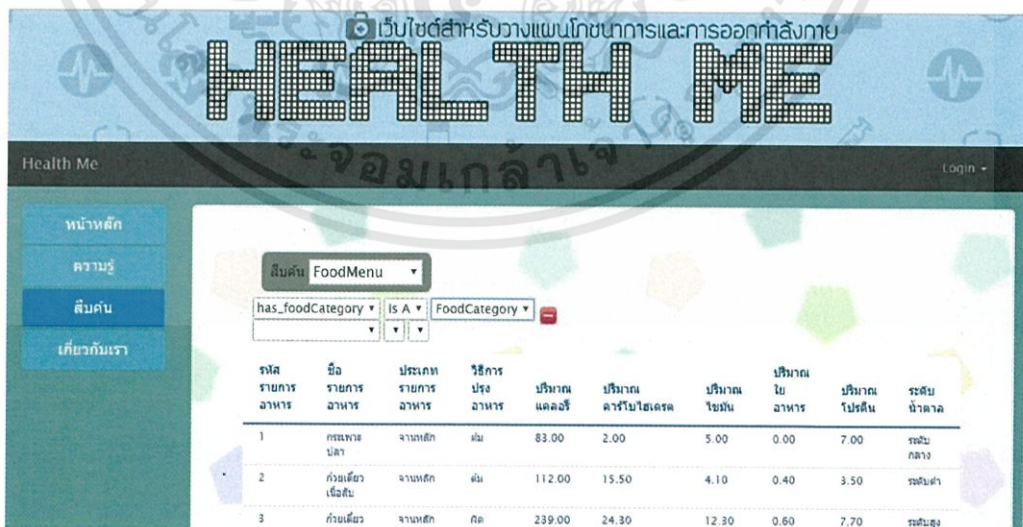 เว็บไซต์สำหรับวางแผนโภชนาการและการออกกำลังกาย
HEALTH ME
Health Me
Login
หน้าหลัก
ความรู้
สืบค้น
เกี่ยวกับเรา
สืบค้น FoodMenu
has_foodCategory Is A FoodCategory
รหัสรายการอาหาร ชื่อรายการอาหาร ประเภทรายการอาหาร วิธีการปรุงอาหาร ปริมาณแคลอรี่ ปริมาณคาร์โบไฮเดรต ปริมาณไขมัน ปริมาณใยอาหาร ปริมาณโปรตีน ระดับน้ำตาล
1 กระเพาะปลา จานหลัก ต้ม 83.00 2.00 5.00 0.00 7.00 ระดับกลาง
2 ก๋วยเตี๋ยวเนื้อสับ จานหลัก ต้ม 112.00 15.50 4.10 0.40 3.50 ระดับต่ำ
3 ก๋วยเตี๋ยว จานหลัก ผัด 239.00 24.30 12.30 0.60 7.70 ระดับสูง